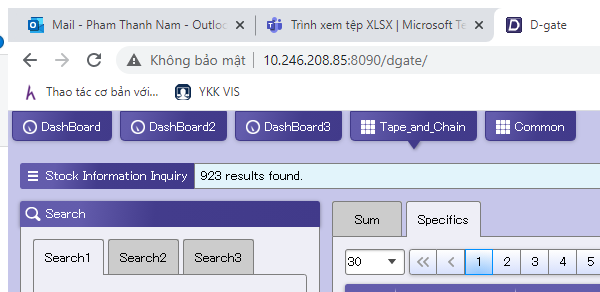 Mail - Pham Thanh Nam - Outloo
Trình xem tệp XLSX | Microsoft Te
D-gate
Không bảo mật | 10.246.208.85:8090/dgate/
Thao tác cơ bản với...
YKK VIS
DashBoard
DashBoard2
DashBoard3
Tape_and_Chain
Common
Stock Information Inquiry
923 results found.
Search
Sum
Specifics
Search1
Search2
Search3
30
1
2
3
4
5